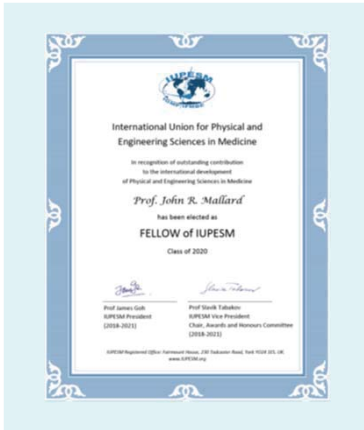 IUPESM
International Union for Physical and
Engineering Sciences in Medicine
In recognition of outstanding contribution
to the international development
of Physical and Engineering Sciences in Medicine
Prof. John R. Mallard
has been elected as
FELLOW of IUPESM
Class of 2020
Prof James Goh
IUPESM President
(2018-2021)
Prof Slavik Tabakov
IUPESM Vice President
Chair, Awards and Honours Committee
(2018-2021)
IUPESM Registered Office: Fairmount House, 230 Tadcaster Road, York YO24 1ES, UK
www.IUPESM.org